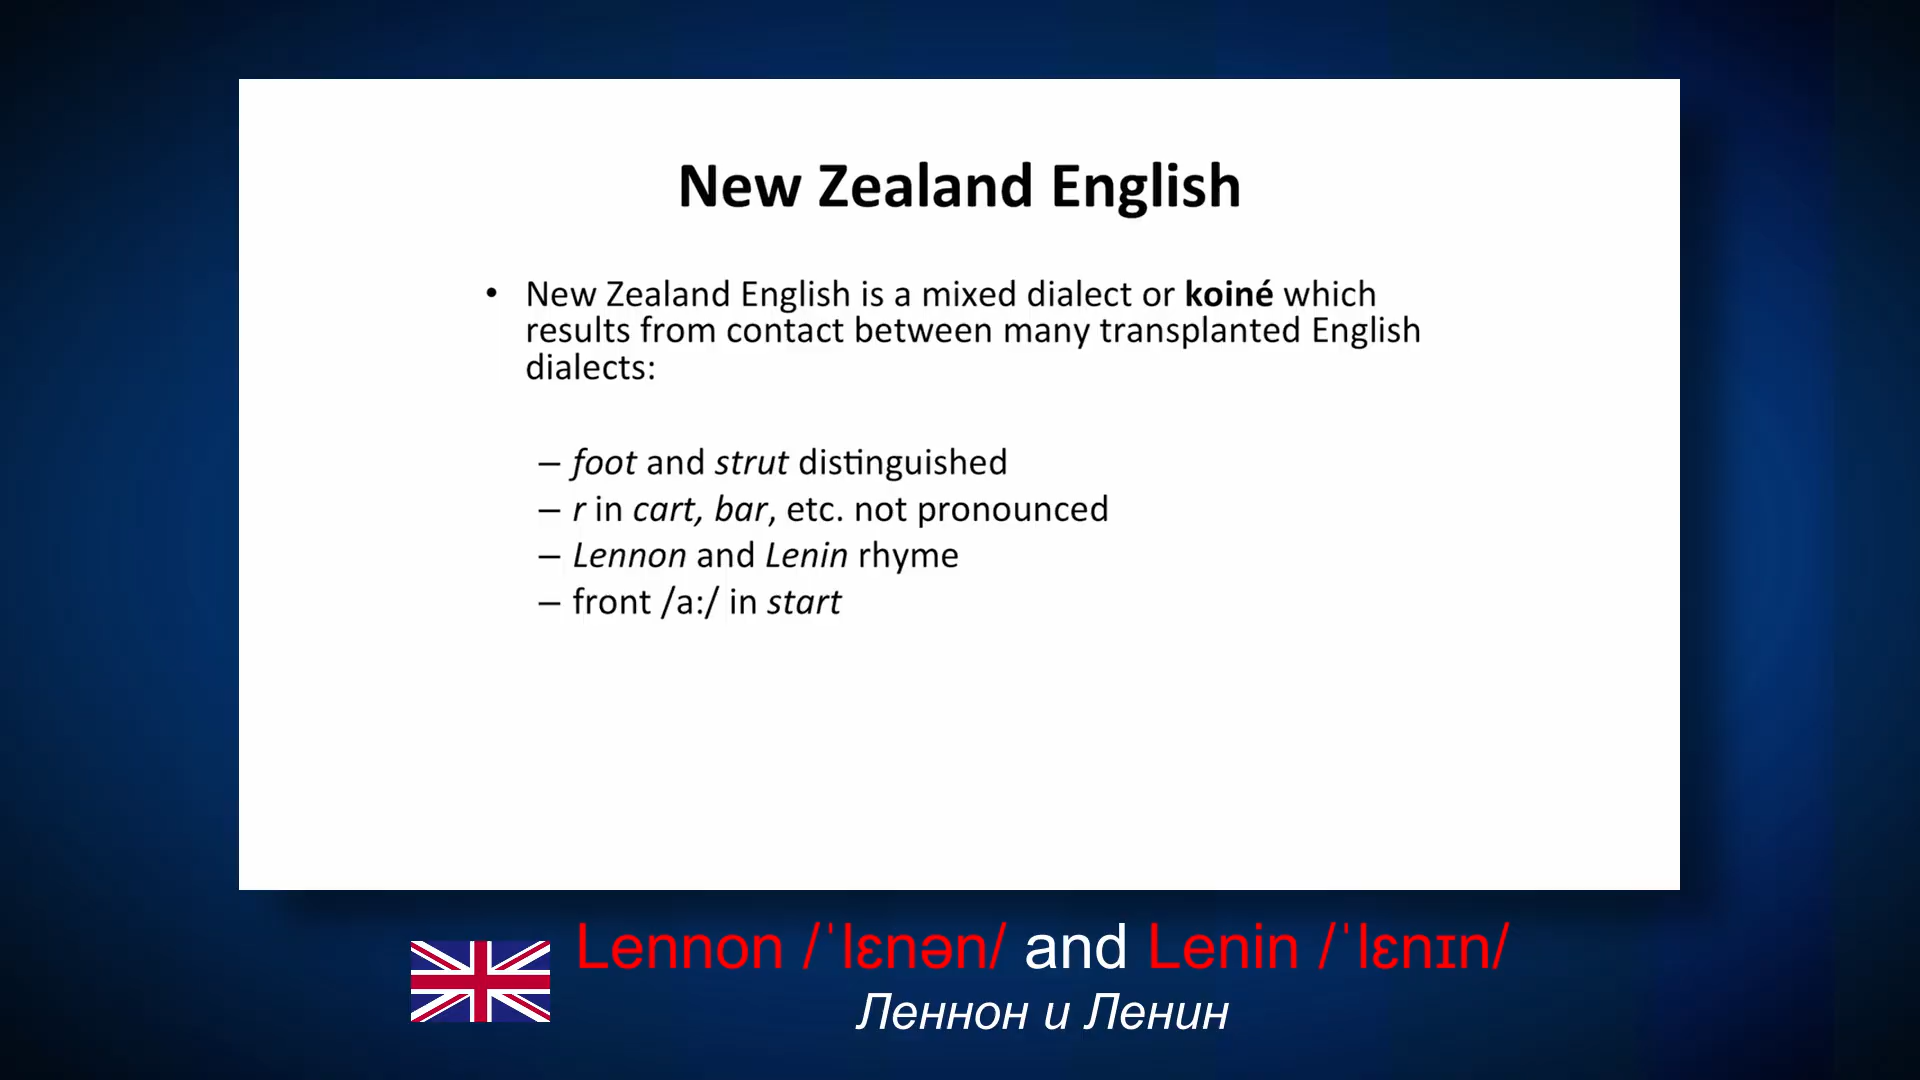 New Zealand English
• New Zealand English is a mixed dialect or koiné which
results from contact between many transplanted English
dialects:
– foot and strut distinguished
– r in cart, bar, etc. not pronounced
– Lennon and Lenin rhyme
– front /a:/ in start
Lennon /ˈlɛnən/ and Lenin /ˈlɛnɪn/
Леннон и Ленин